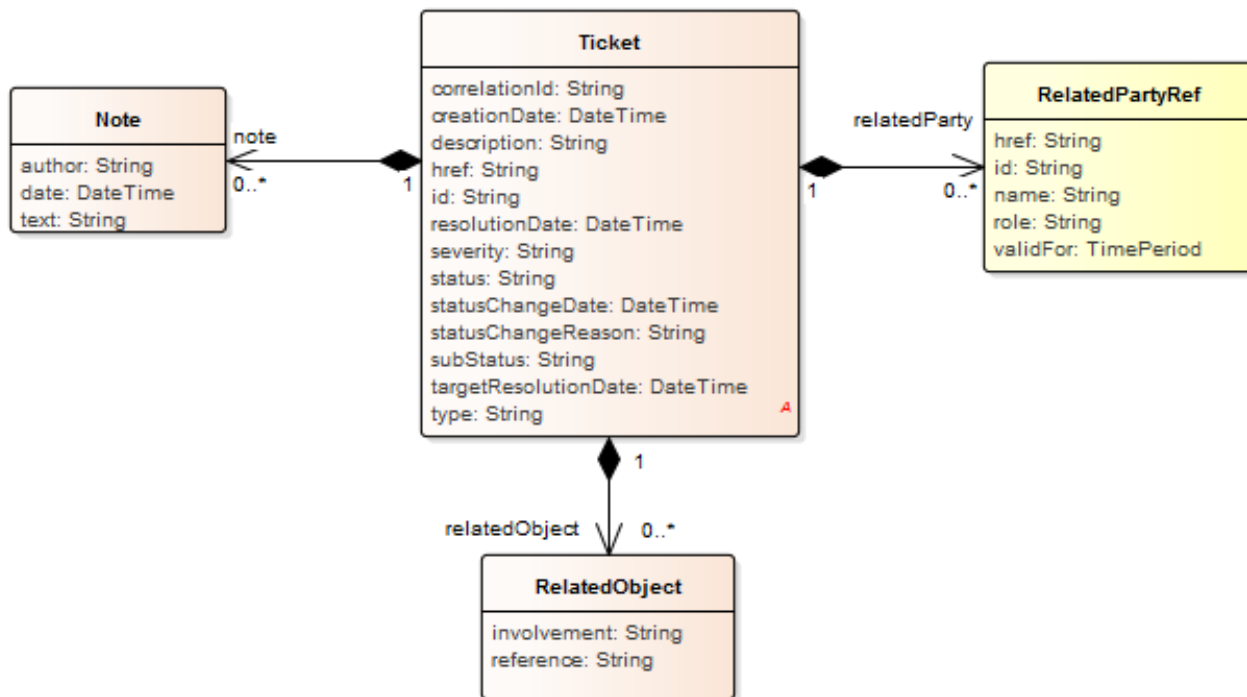 Ticket
correlationId: String
creationDate: DateTime
description: String
href: String
id: String
resolutionDate: DateTime
severity: String
status: String
statusChangeDate: DateTime
statusChangeReason: String
subStatus: String
targetResolutionDate: DateTime
type: String
A
Note
author: String
date: DateTime
text: String
note
0..*
1
RelatedPartyRef
href: String
id: String
name: String
role: String
validFor: TimePeriod
relatedParty
1
0..*
1
relatedObject
0..*
RelatedObject
involvement: String
reference: String